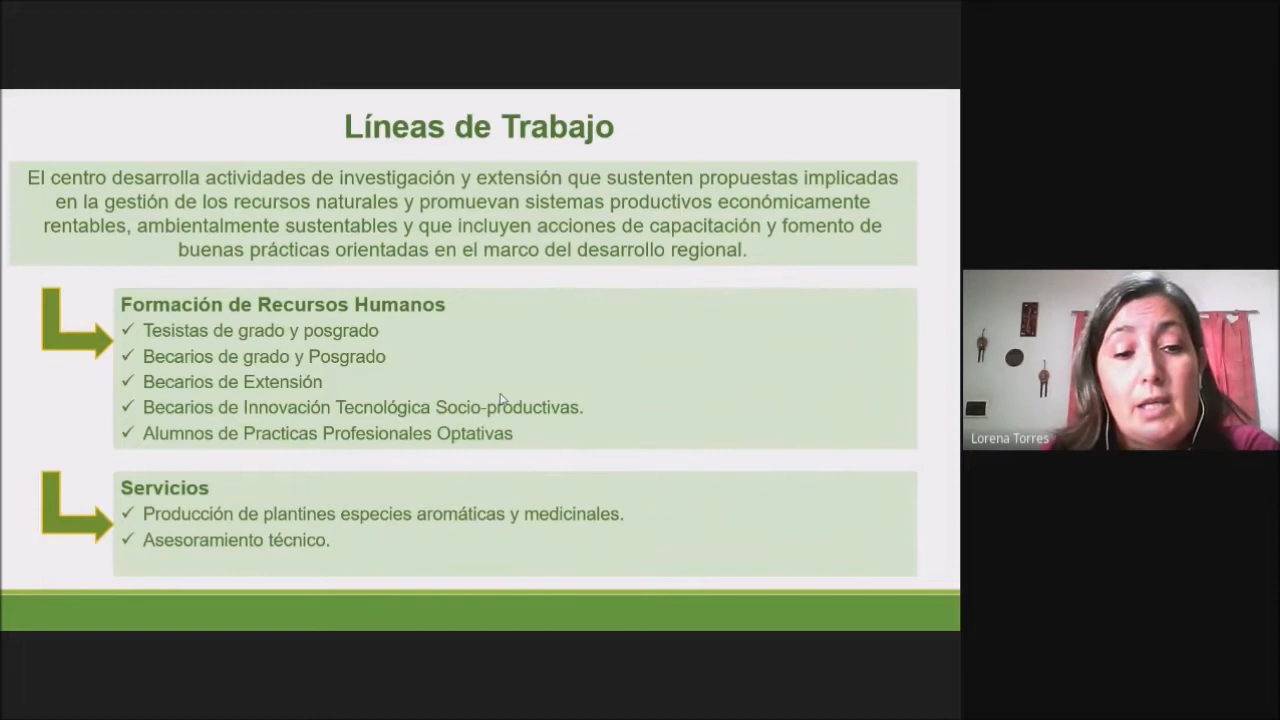 Líneas de Trabajo
El centro desarrolla actividades de investigación y extensión que sustenten propuestas implicadas
en la gestión de los recursos naturales y promuevan sistemas productivos económicamente
rentables, ambientalmente sustentables y que incluyen acciones de capacitación y fomento de
buenas prácticas orientadas en el marco del desarrollo regional.
Formación de Recursos Humanos
✓ Tesistas de grado y posgrado
✓ Becarios de grado y Posgrado
✓ Becarios de Extensión
✓ Becarios de Innovación Tecnológica Socio-productivas.
✓ Alumnos de Practicas Profesionales Optativas
Servicios
✓ Producción de plantines especies aromáticas y medicinales.
✓ Asesoramiento técnico.
Lorena Torres